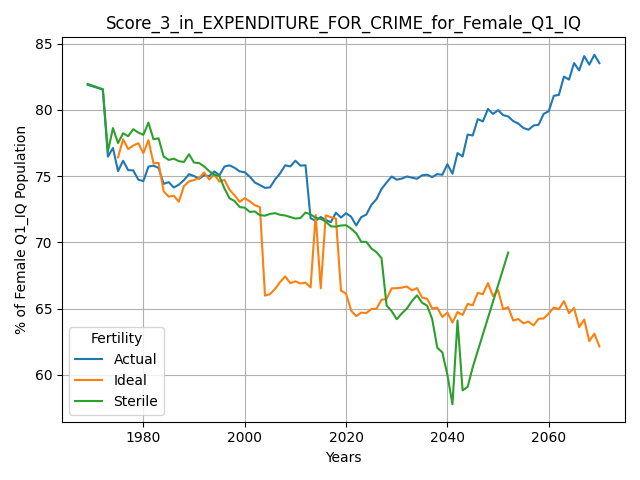 Score_3_in_EXPENDITURE_FOR_CRIME_for_Female_Q1_IQ
% of Female Q1_IQ Population
85
80
75
70
65
60
Fertility
Actual
Ideal
Sterile
1980
2000
2020
2040
2060
Years